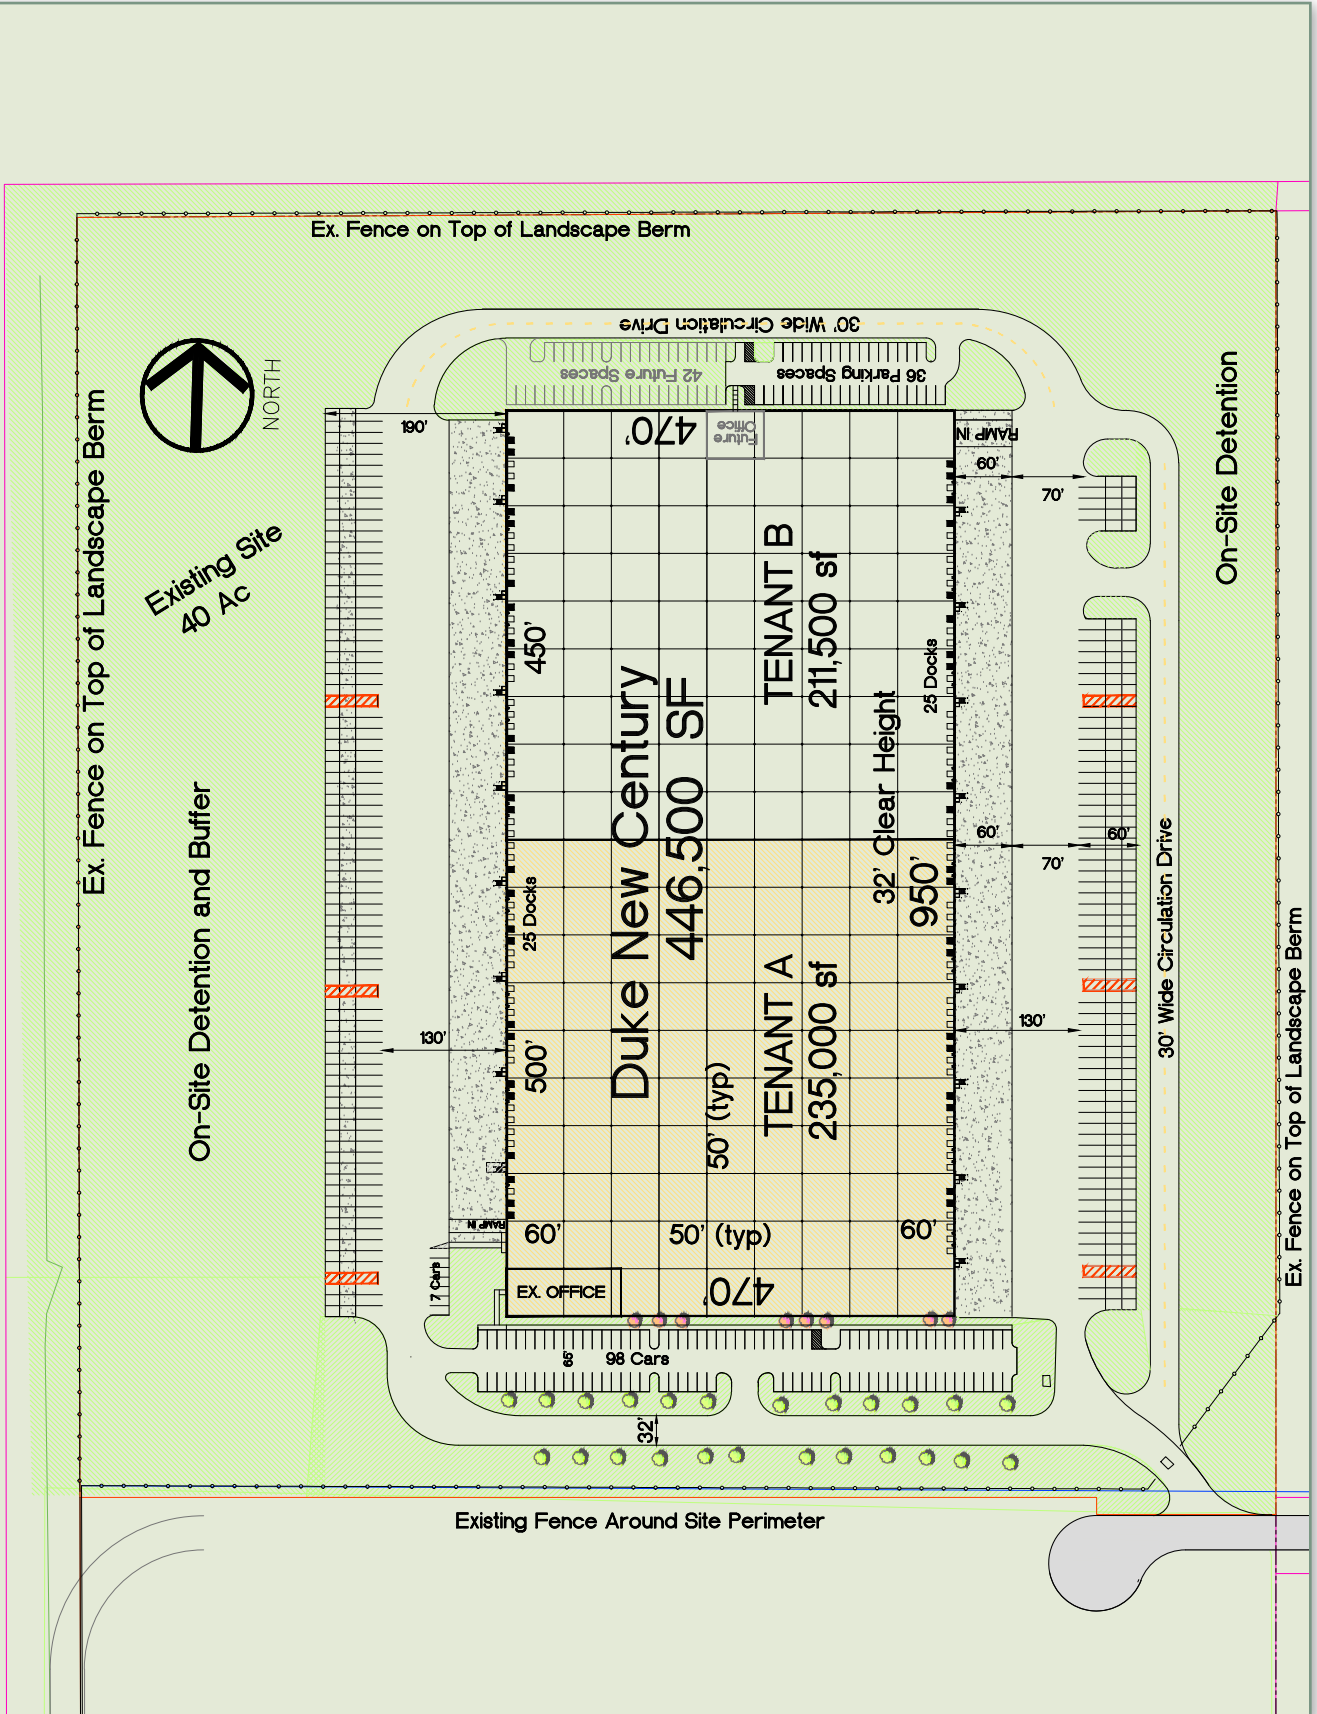 Ex. Fence on Top of Landscape Berm
30' Wide Circulation Drive
42 Future Spaces
36 Parking Spaces
NORTH
190'
470'
Future
Office
RAMP IN
60'
70'
On-Site Detention
Ex. Fence on Top of Landscape Berm
Existing Site
40 Ac
450'
TENANT B
211,500 sf
25 Docks
Duke New Century
446,500 SF
32' Clear Height
60'
70'
60'
On-Site Detention and Buffer
25 Docks
950'
30' Wide Circulation Drive
Ex. Fence on Top of Landscape Berm
TENANT A
235,000 sf
130'
130'
500'
50' (typ)
RAMP IN
60'
50' (typ)
60'
7 Cars
EX. OFFICE
470'
65'
98 Cars
32'
Existing Fence Around Site Perimeter